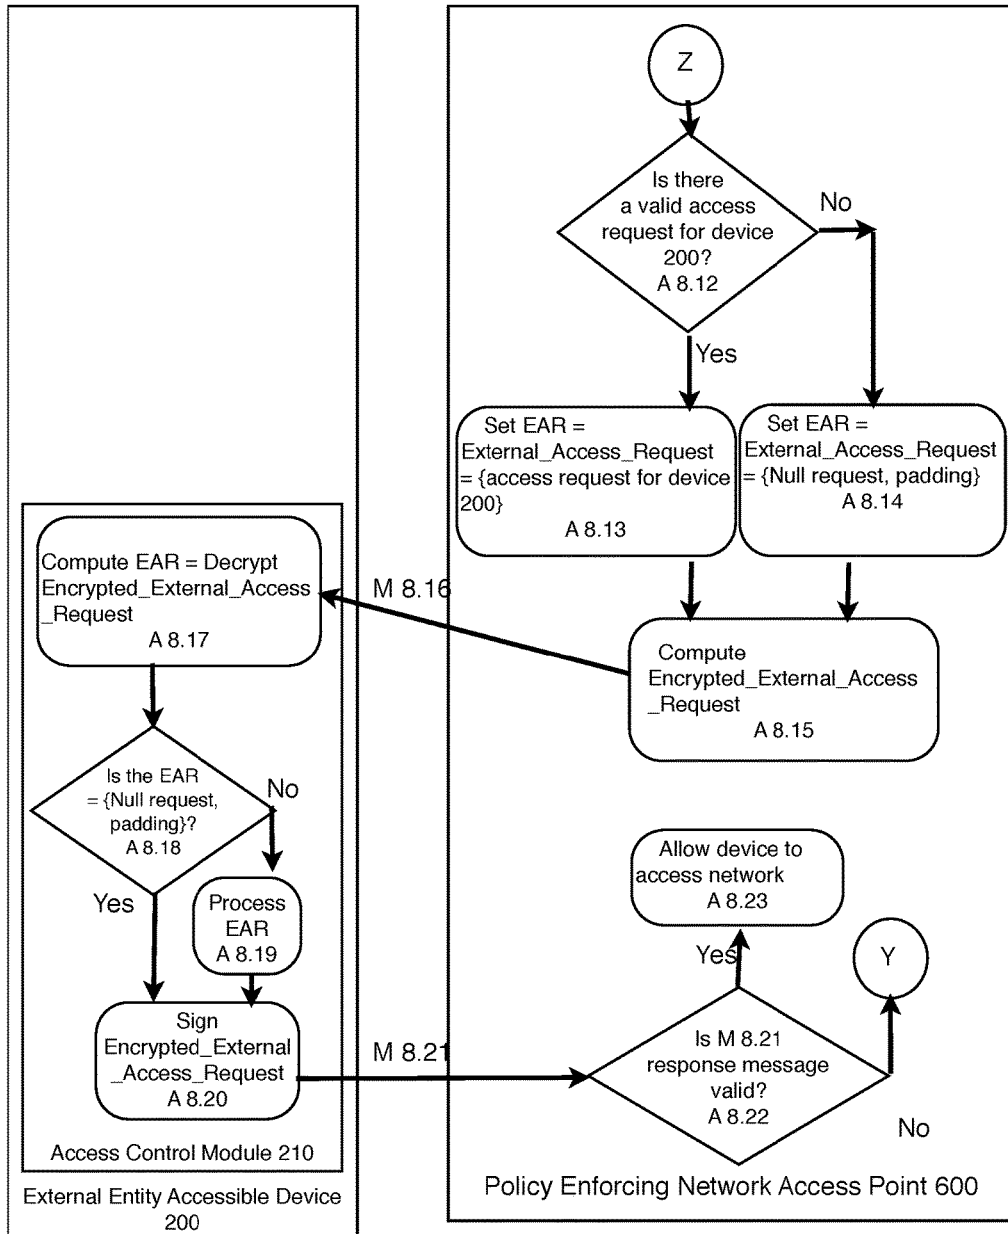 Z
Is there
a valid access
request for device
200?
A 8.12
No
Yes
Set EAR =
External_Access_Request
= {access request for device
200}
A 8.13
Set EAR =
External_Access_Request
= {Null request, padding}
A 8.14
Compute EAR = Decrypt
Encrypted_External_Access
_Request
A 8.17
M 8.16
Compute
Encrypted_External_Access
_Request
A 8.15
Is the EAR
= {Null request,
padding}?
A 8.18
No
Yes
Process
EAR
A 8.19
Sign
Encrypted_External
_Access_Request
A 8.20
M 8.21
Allow device to
access network
A 8.23
Yes
Y
Is M 8.21
response message
valid?
A 8.22
No
Access Control Module 210
External Entity Accessible Device
200
Policy Enforcing Network Access Point 600